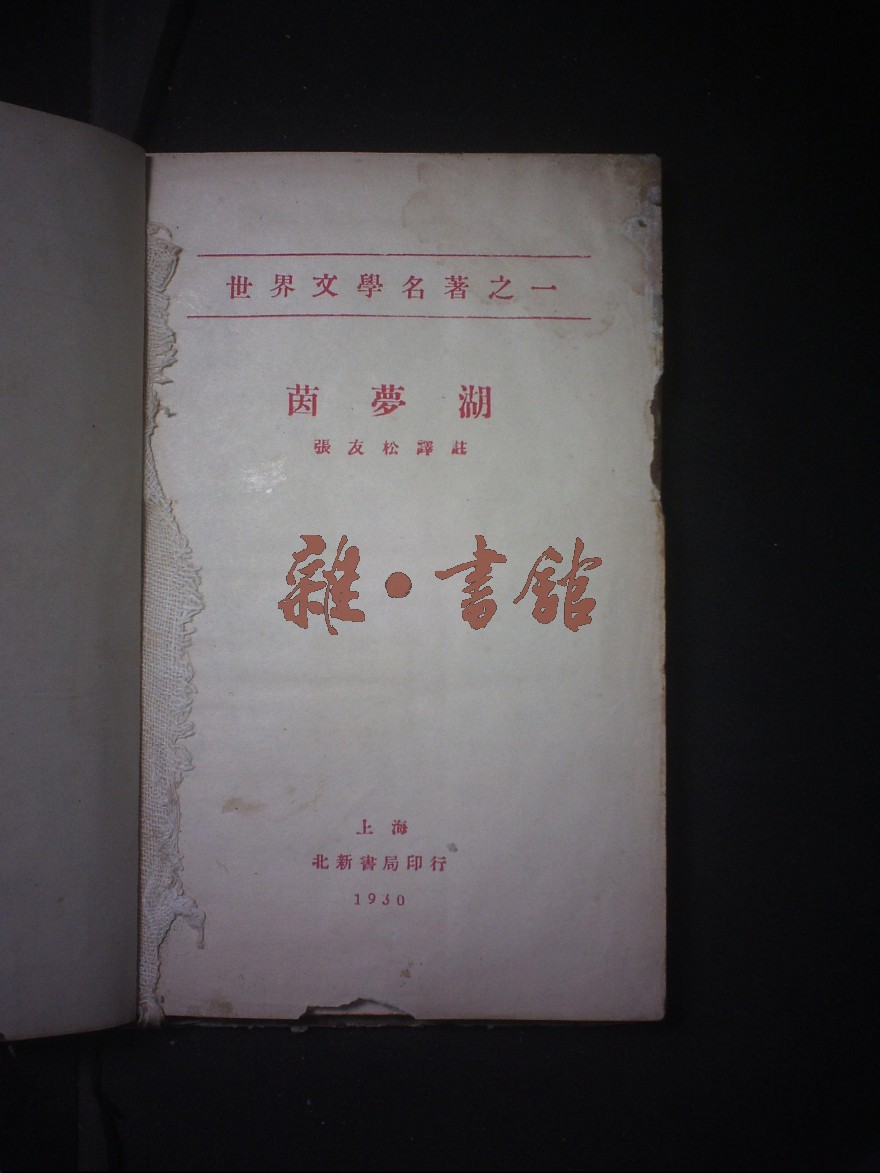 世界文學名著之一
茵夢湖
張友松譯註
雜·書館
上海
北新書局印行
1930